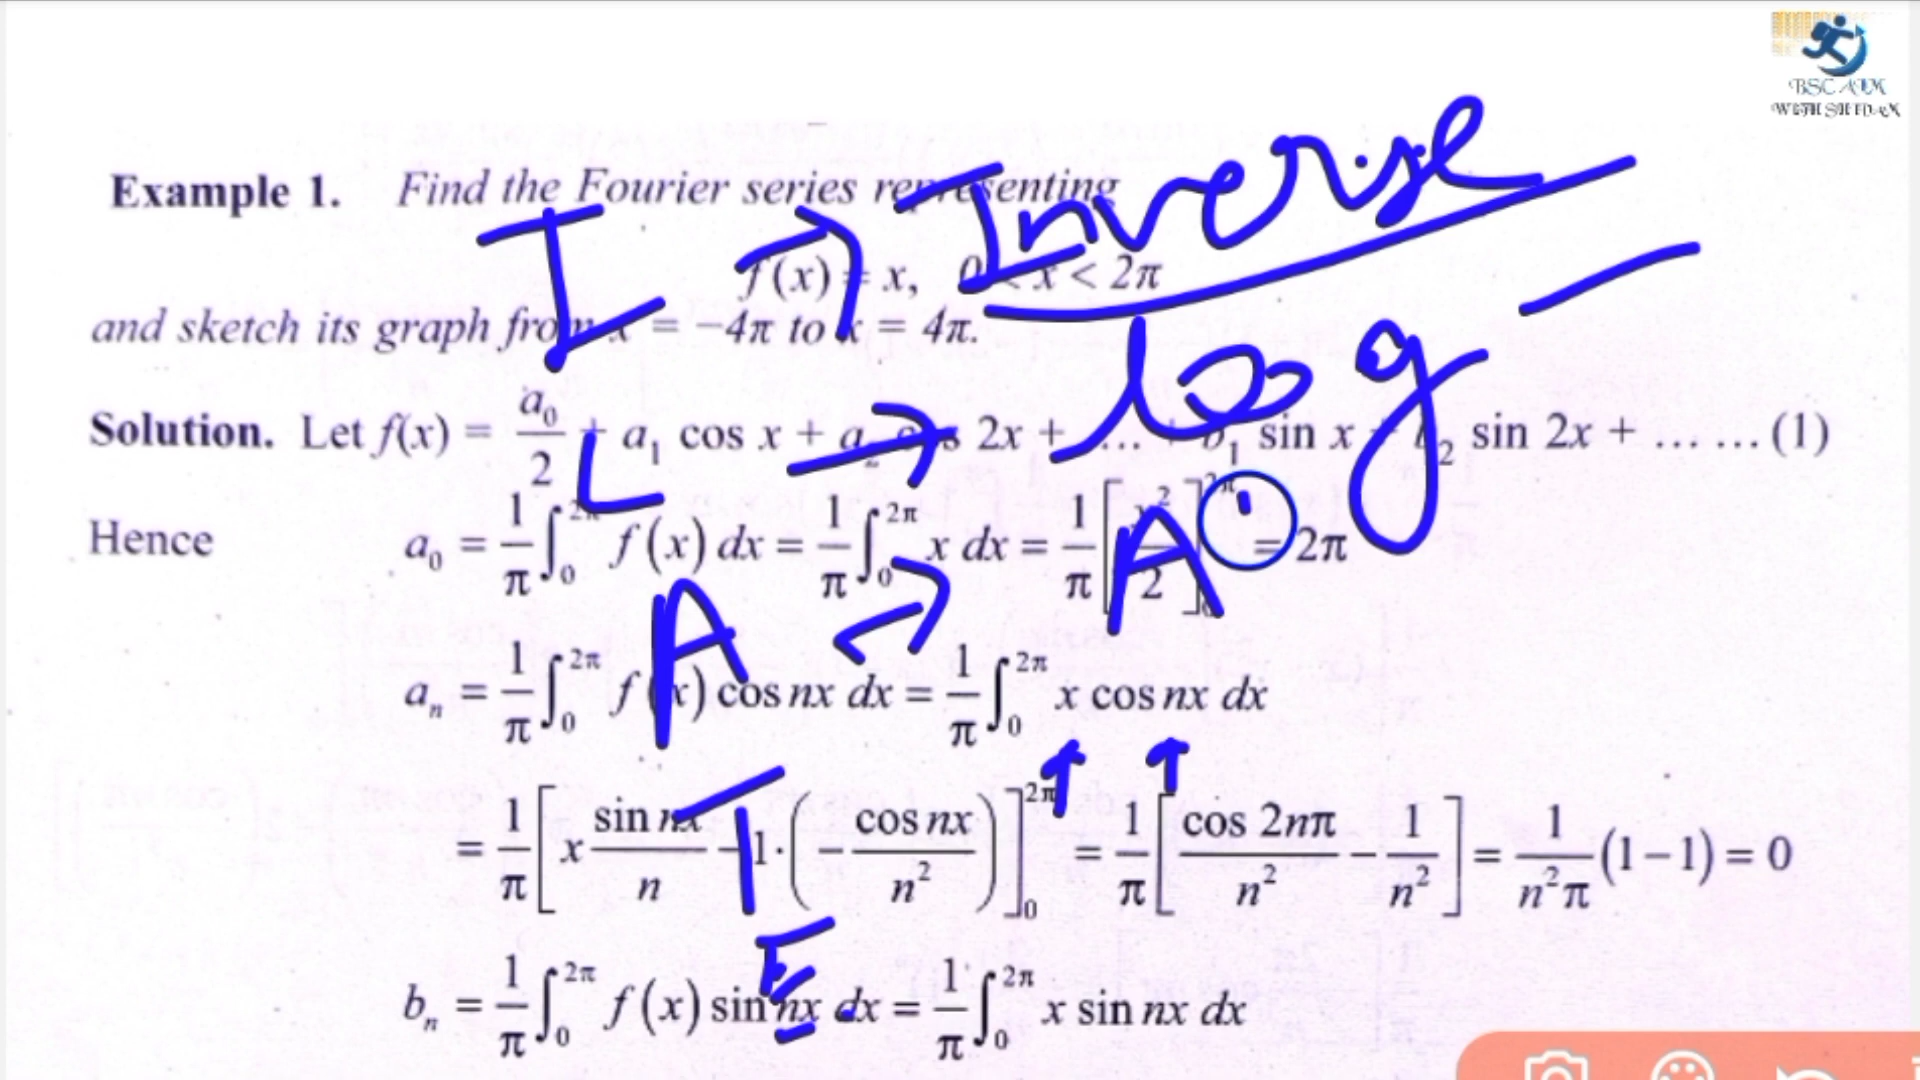 BSC AIM
WITH SHIDAN
Example 1. Find the Fourier series representing
f(x) = x, 0 < x < 2π
and sketch its graph from x = −4π to x = 4π.
Solution. Let f(x) = a₀/2 + a₁ cos x + a₂ cos 2x + .... + b₁ sin x + b₂ sin 2x + ... ... (1)
Hence a₀ = 1/π ∫₀^2π f(x) dx = 1/π ∫₀^2π x dx = 1/π [x²/2]₀^2π = 2π
aₙ = 1/π ∫₀^2π f(x) cos nx dx = 1/π ∫₀^2π x cos nx dx
= 1/π [x sin nx/n − 1·(− cos nx/n²)]₀^2π = 1/π [cos 2nπ/n² − 1/n²] = 1/n²π (1−1) = 0
bₙ = 1/π ∫₀^2π f(x) sin nx dx = 1/π ∫₀^2π x sin nx dx
I → Inverse
L → log
A → A
T
E